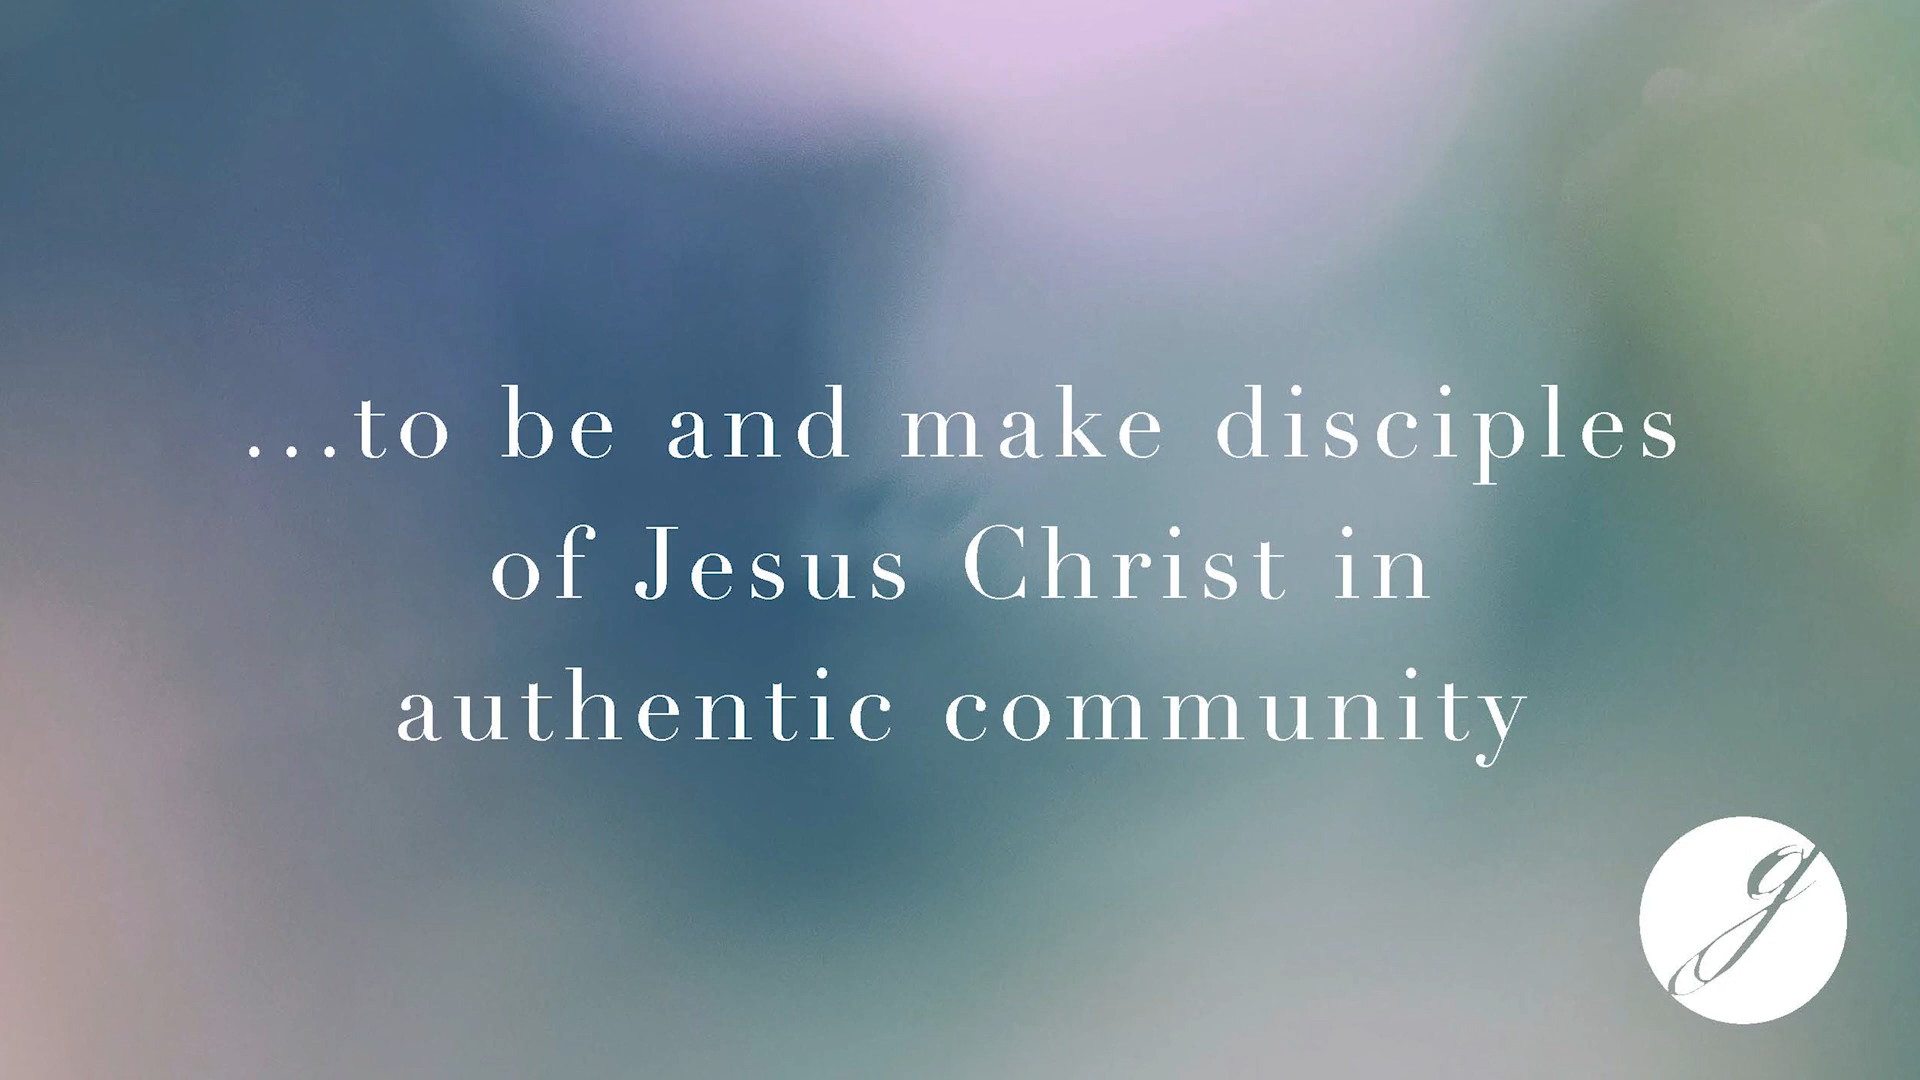 ...to be and make disciples
of Jesus Christ in
authentic community
g